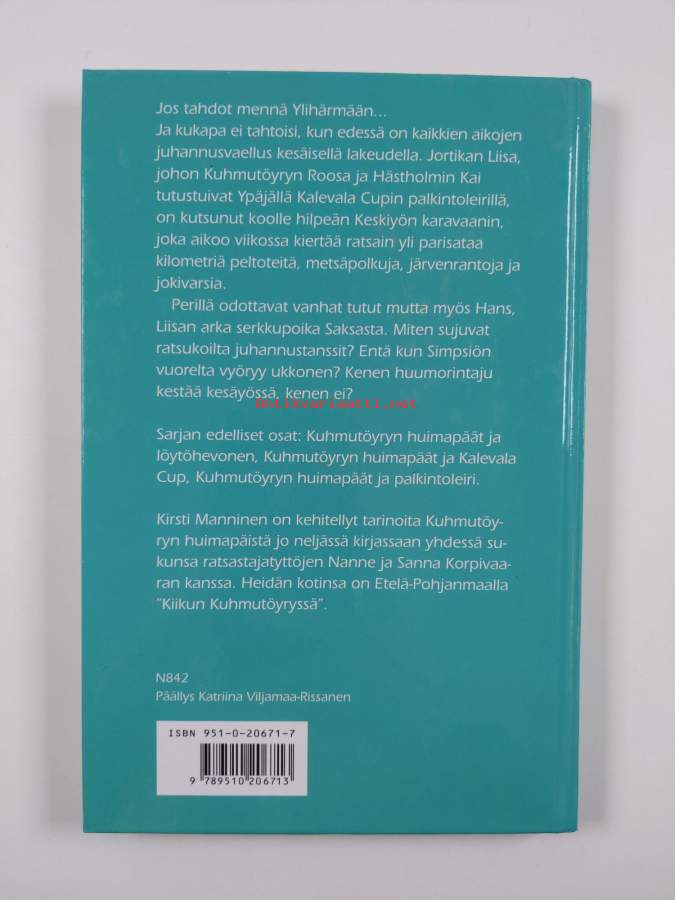 Jos tahdot mennä Ylihärmään...
Ja kukapa ei tahtoisi, kun edessä on kaikkien aikojen
juhannusvaellus kesäisellä lakeudella. Jortikan Liisa,
johon Kuhmutöyryn Roosa ja Hästholmin Kai
tutustuivat Ypäjällä Kalevala Cupin palkintoleirillä,
on kutsunut koolle hilpeän Keskiyön karavaanin,
joka aikoo viikossa kiertää ratsain yli parisataa
kilometriä peltoteitä, metsäpolkuja, järvenrantoja ja
jokivarsia.
Perillä odottavat vanhat tutut mutta myös Hans,
Liisan arka serkkupoika Saksasta. Miten sujuvat
ratsukoilta juhannustanssit? Entä kun Simpsiön
vuorelta vyöryy ukkonen? Kenen huumorintaju
kestää kesäyössä, kenen ei?
antikvariaatti.net
Sarjan edelliset osat: Kuhmutöyryn huimapäät ja
löytöhevonen, Kuhmutöyryn huimapäät ja Kalevala
Cup, Kuhmutöyryn huimapäät ja palkintoleiri.
Kirsti Manninen on kehitellyt tarinoita Kuhmutöy-
ryn huimapäistä jo neljässä kirjassaan yhdessä su-
kunsa ratsastajatyttöjen Nanne ja Sanna Korpivaa-
ran kanssa. Heidän kotinsa on Etelä-Pohjanmaalla
"Kiikun Kuhmutöyryssä".
N842
Päällys Katriina Viljamaa-Rissanen
ISBN 951-0-20671-7
9 789510 206713